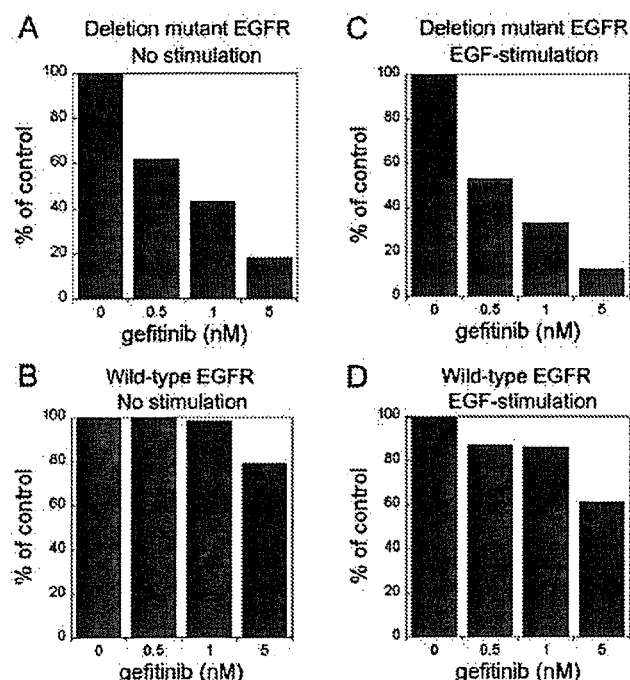 A
Deletion mutant EGFR
No stimulation
% of control
100
80
60
40
20
0
0 0.5 1 5
gefitinib (nM)
C
Deletion mutant EGFR
EGF-stimulation
% of control
100
80
60
40
20
0
0 0.5 1 5
gefitinib (nM)
B
Wild-type EGFR
No stimulation
% of control
100
80
60
40
20
0
0 0.5 1 5
gefitinib (nM)
D
Wild-type EGFR
EGF-stimulation
% of control
100
80
60
40
20
0
0 0.5 1 5
gefitinib (nM)